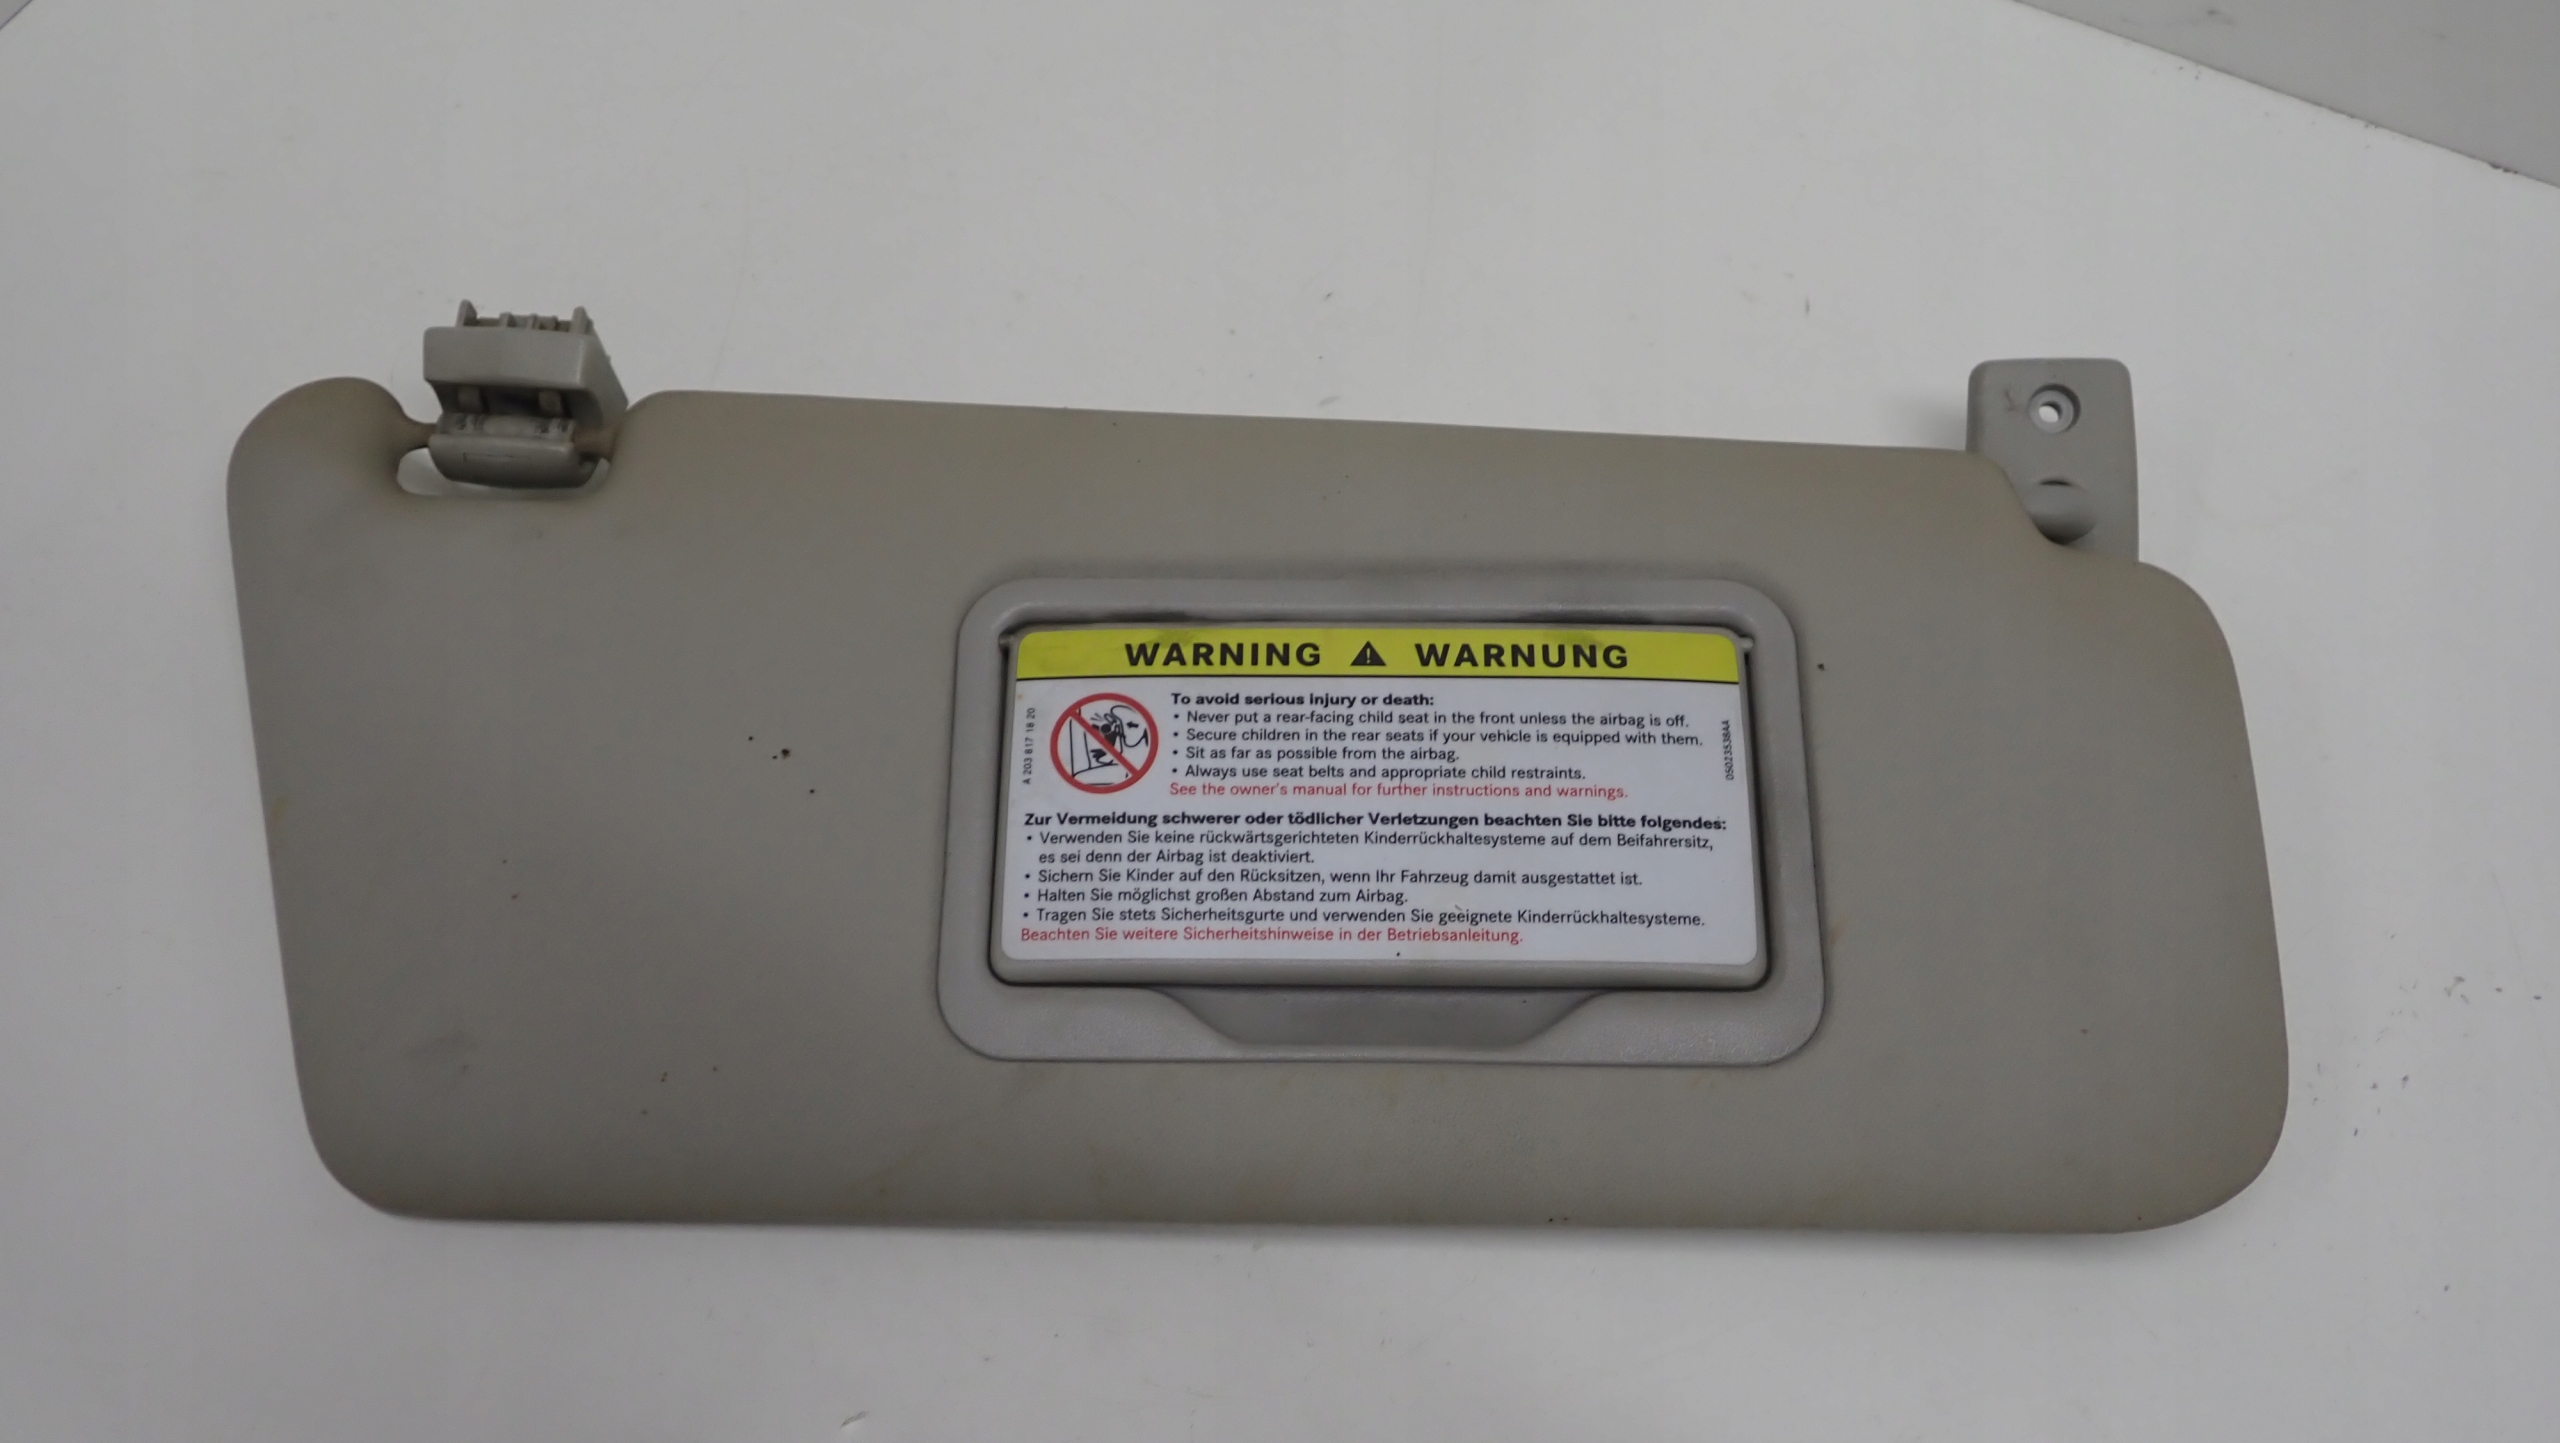 WARNING ⚠ WARNUNG
A 203 817 18 20
To avoid serious injury or death:
• Never put a rear-facing child seat in the front unless the airbag is off.
• Secure children in the rear seats if your vehicle is equipped with them.
• Sit as far as possible from the airbag.
• Always use seat belts and appropriate child restraints.
See the owner's manual for further instructions and warnings.
05023538AA
Zur Vermeidung schwerer oder tödlicher Verletzungen beachten Sie bitte folgendes:
• Verwenden Sie keine rückwärtsgerichteten Kinderrückhaltesysteme auf dem Beifahrersitz,
es sei denn der Airbag ist deaktiviert.
• Sichern Sie Kinder auf den Rücksitzen, wenn Ihr Fahrzeug damit ausgestattet ist.
• Halten Sie möglichst großen Abstand zum Airbag.
• Tragen Sie stets Sicherheitsgurte und verwenden Sie geeignete Kinderrückhaltesysteme.
Beachten Sie weitere Sicherheitshinweise in der Betriebsanleitung.